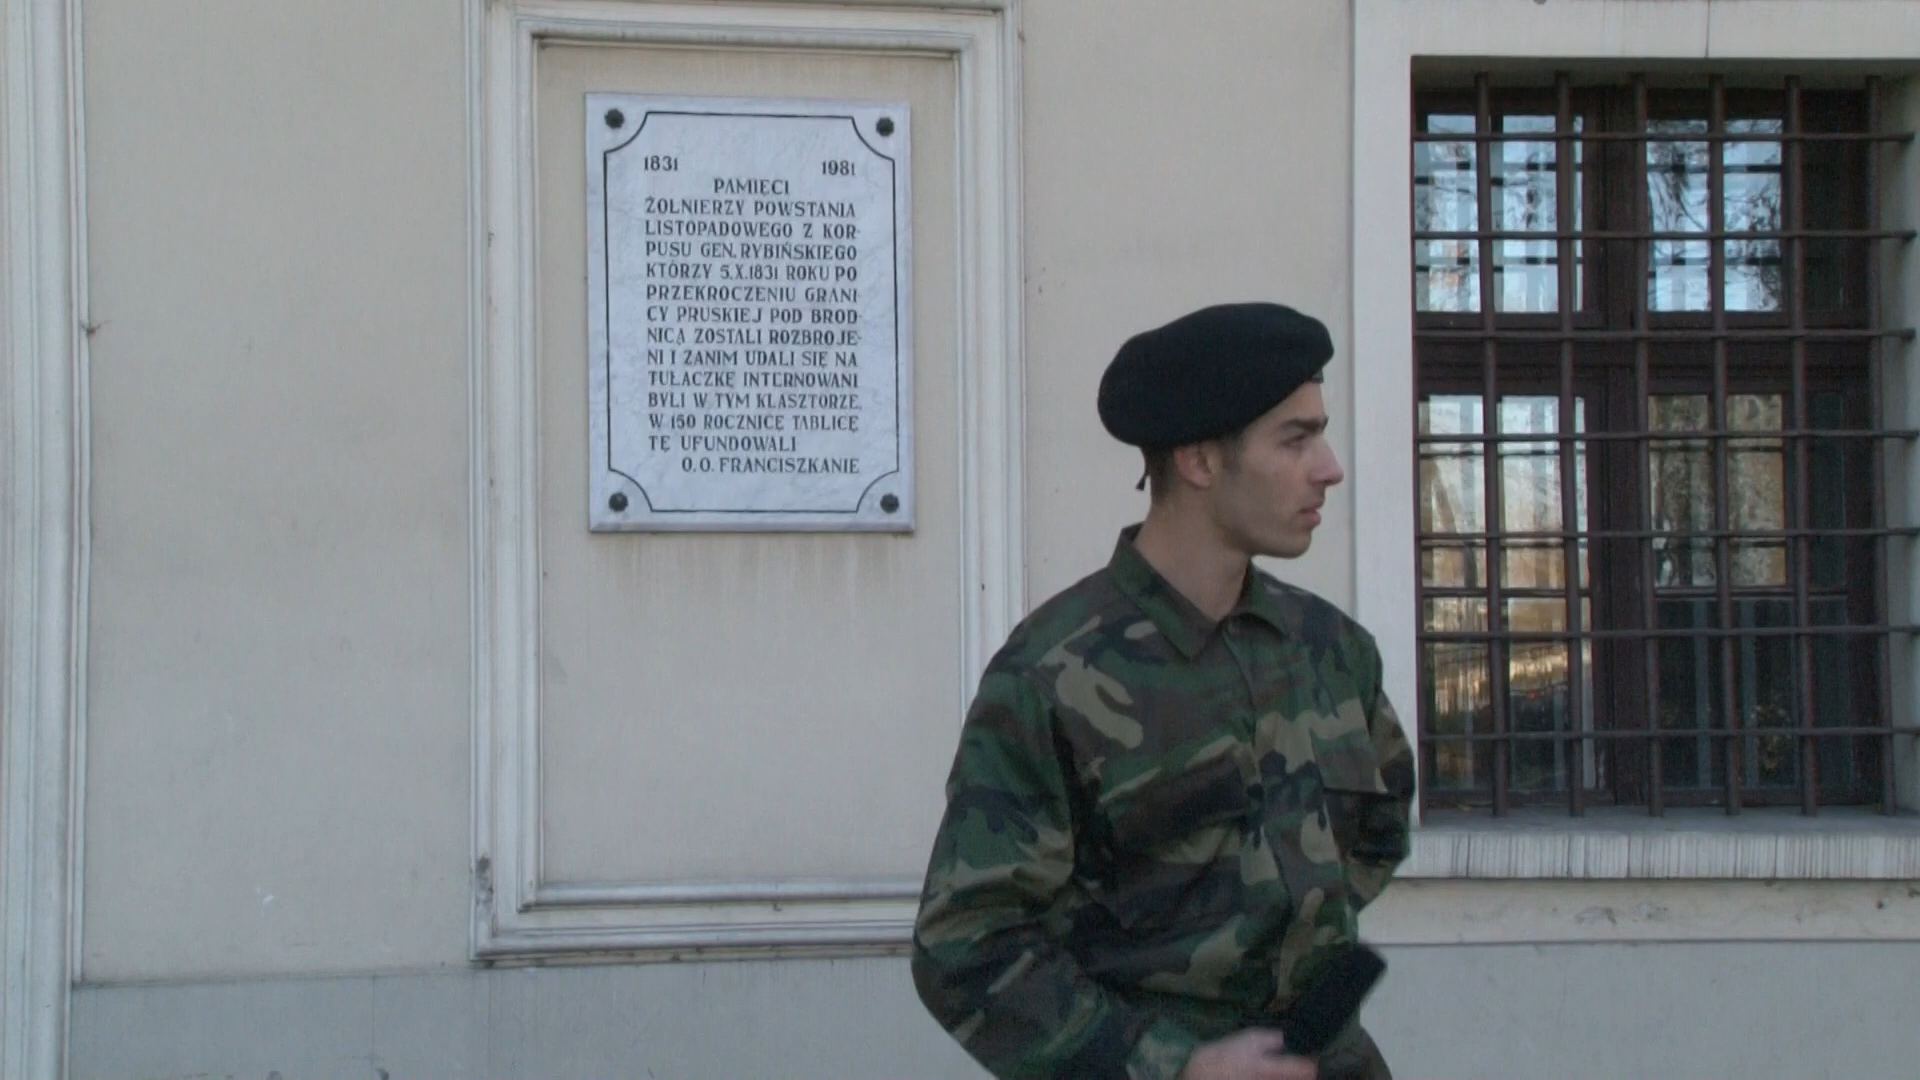 1831 1981
PAMIĘCI
ŻOŁNIERZY POWSTANIA
LISTOPADOWEGO Z KOR-
PUSU GEN. RYBIŃSKIEGO
KTÓRZY 5.X.1831 ROKU PO
PRZEKROCZENIU GRANI
CY PRUSKIEJ POD BROD-
NICĄ ZOSTALI ROZBROJE-
NI I ZANIM UDALI SIĘ NA
TUŁACZKĘ INTERNOWANI
BYLI W TYM KLASZTORZE.
W 150 ROCZNICĘ TABLICĘ
TĘ UFUNDOWALI
O.O. FRANCISZKANIE